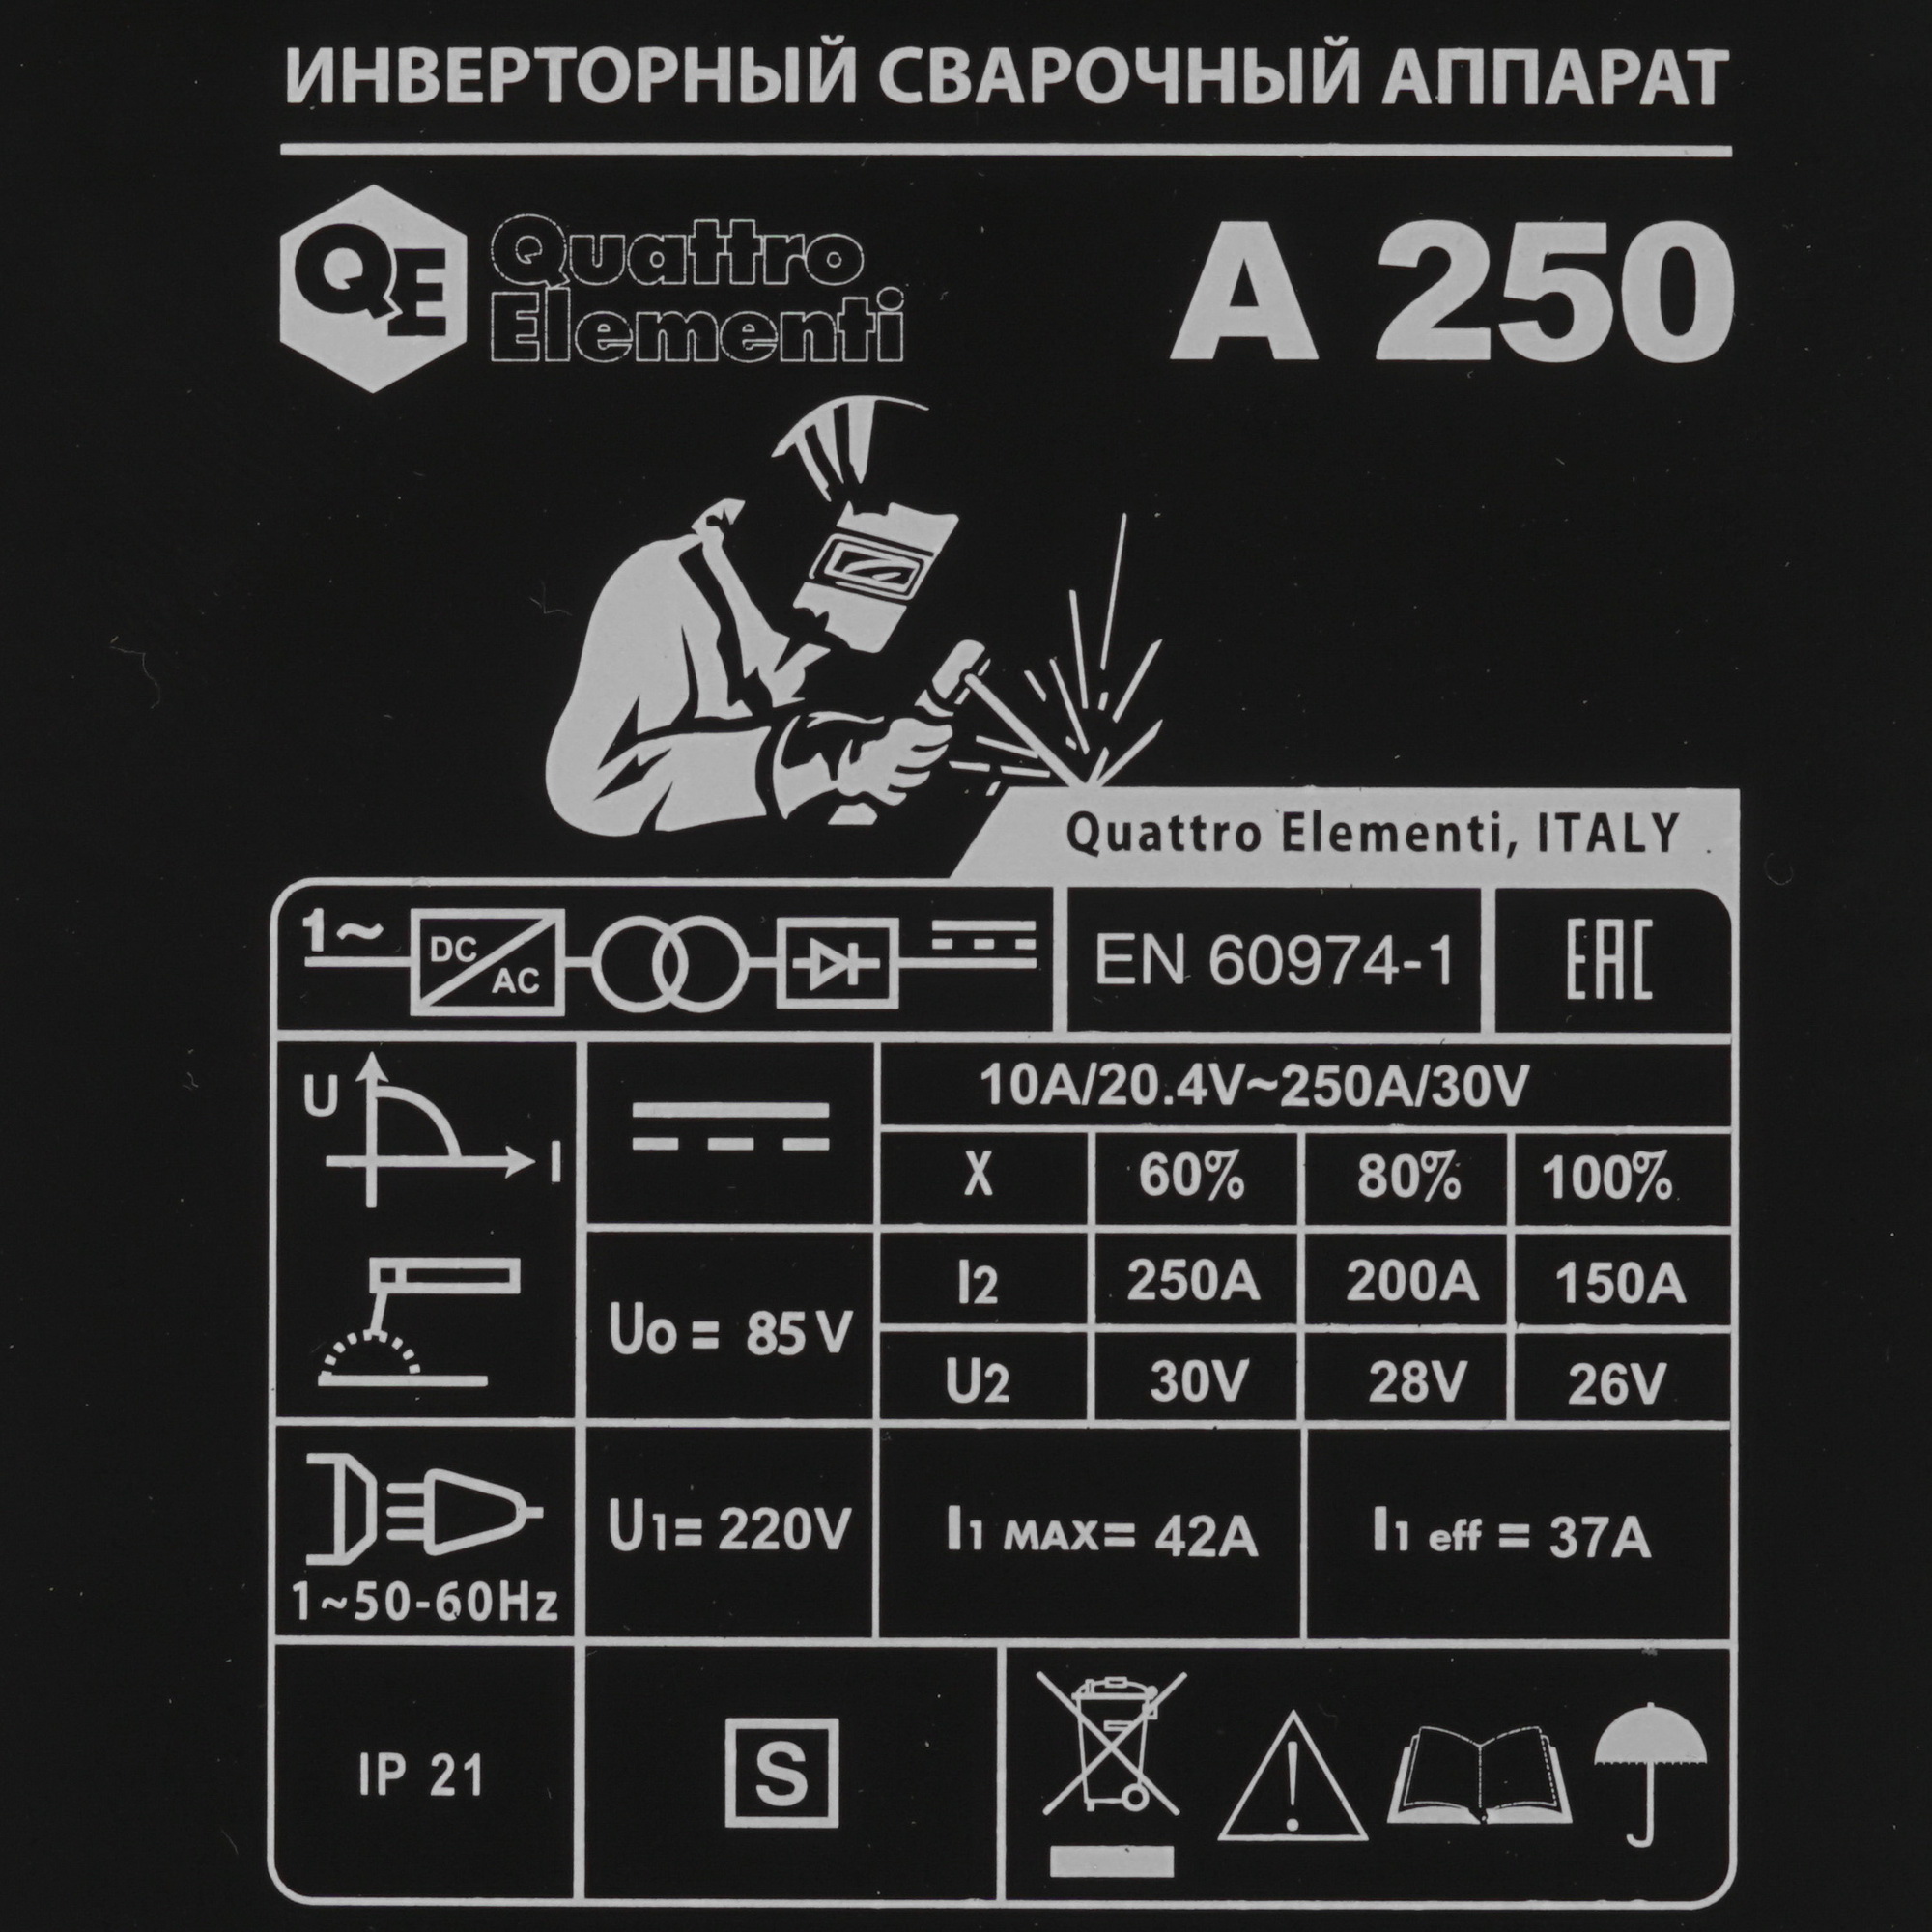 ИНВЕРТОРНЫЙ СВАРОЧНЫЙ АППАРАТ
QE Quattro Elementi
A 250
Quattro Elementi, ITALY
1~ DC AC EN 60974-1 EAC
U I
10A/20.4V~250A/30V
X 60% 80% 100%
I2 250A 200A 150A
Uo = 85V
U2 30V 28V 26V
U1= 220V I1 MAX= 42A I1 eff = 37A
1~50-60Hz
IP 21 S